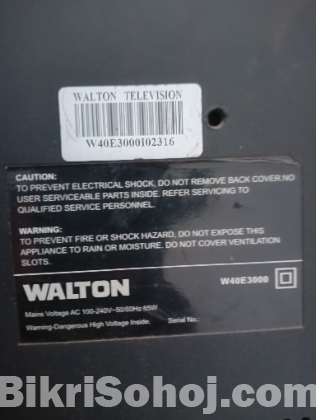 WALTON TELEVISION
W40E3000I02316
CAUTION:
TO PREVENT ELECTRICAL SHOCK, DO NOT REMOVE BACK COVER.NO
USER SERVICEABLE PARTS INSIDE. REFER SERVICING TO
QUALIFIED SERVICE PERSONNEL.
WARNING:
TO PREVENT FIRE OR SHOCK HAZARD, DO NOT EXPOSE THIS
APPLIANCE TO RAIN OR MOISTURE. DO NOT COVER VENTILATION
SLOTS.
WALTON
W40E3000
Mains Voltage AC 100-240V~50/60Hz 65W
Warning-Dangerous High Voltage Inside. Serial No.:
BikriSohoj.com